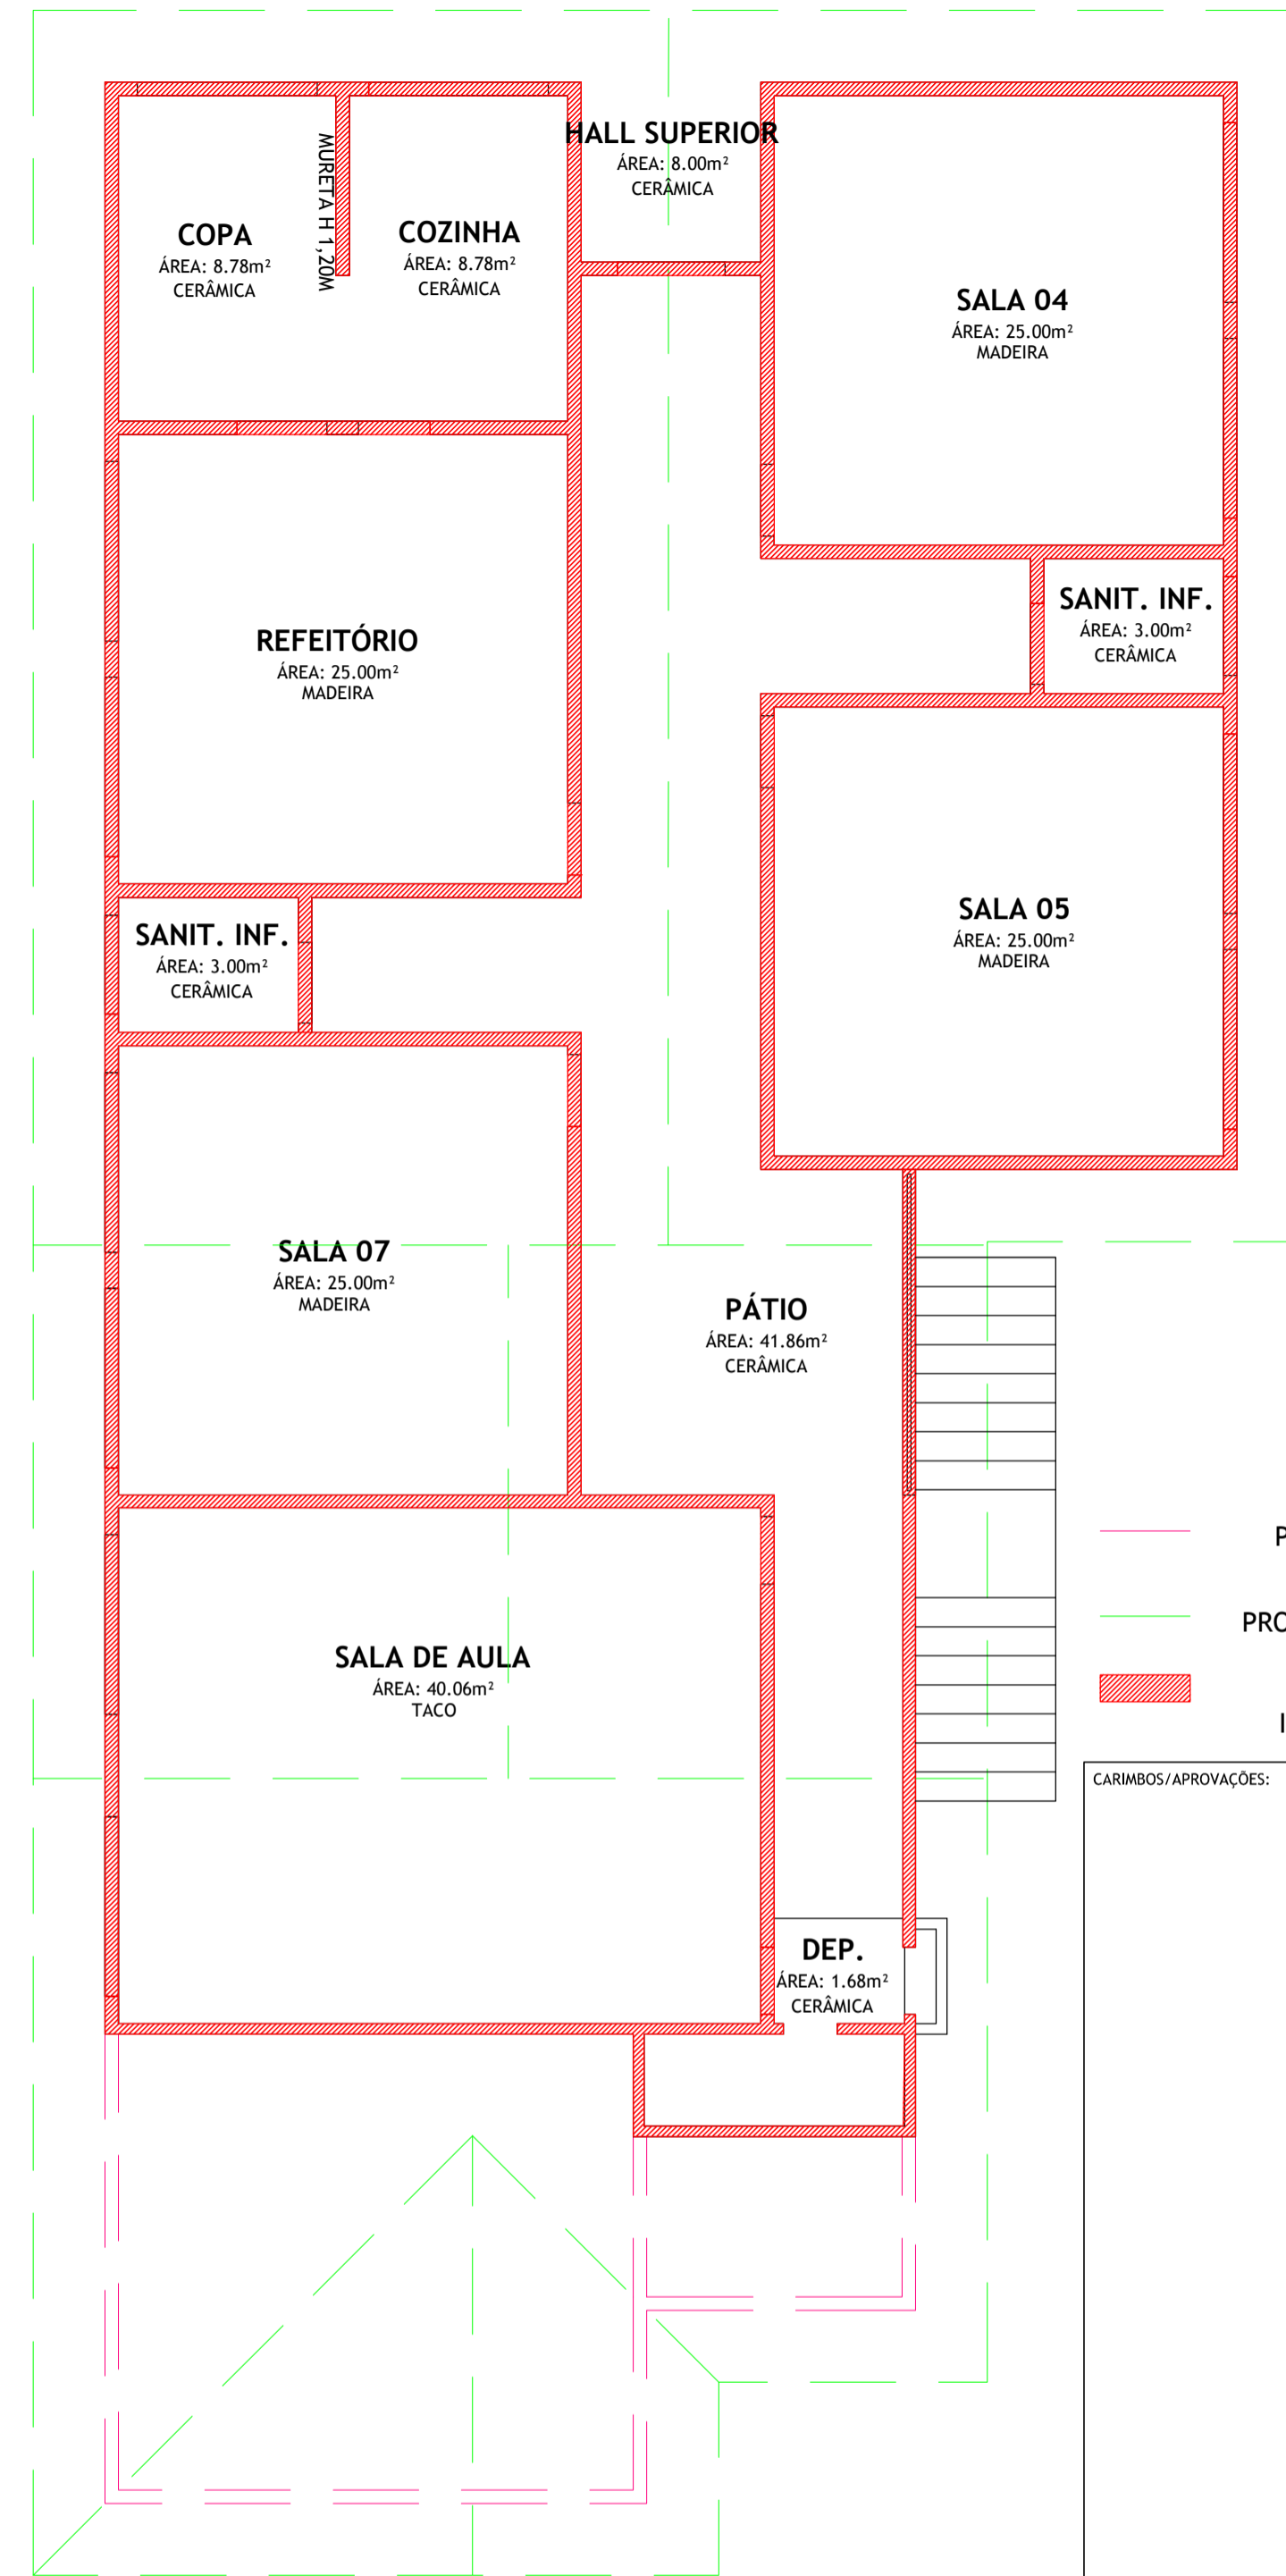 HALL SUPERIOR
ÁREA: 8.00m²
CERÂMICA
MURETA H 1,20M
COPA
ÁREA: 8.78m²
CERÂMICA
COZINHA
ÁREA: 8.78m²
CERÂMICA
SALA 04
ÁREA: 25.00m²
MADEIRA
SANIT. INF.
ÁREA: 3.00m²
CERÂMICA
REFEITÓRIO
ÁREA: 25.00m²
MADEIRA
SALA 05
ÁREA: 25.00m²
MADEIRA
SANIT. INF.
ÁREA: 3.00m²
CERÂMICA
SALA 07
ÁREA: 25.00m²
MADEIRA
PÁTIO
ÁREA: 41.86m²
CERÂMICA
SALA DE AULA
ÁREA: 40.06m²
TACO
CARIMBOS/APROVAÇÕES:
DEP.
ÁREA: 1.68m²
CERÂMICA